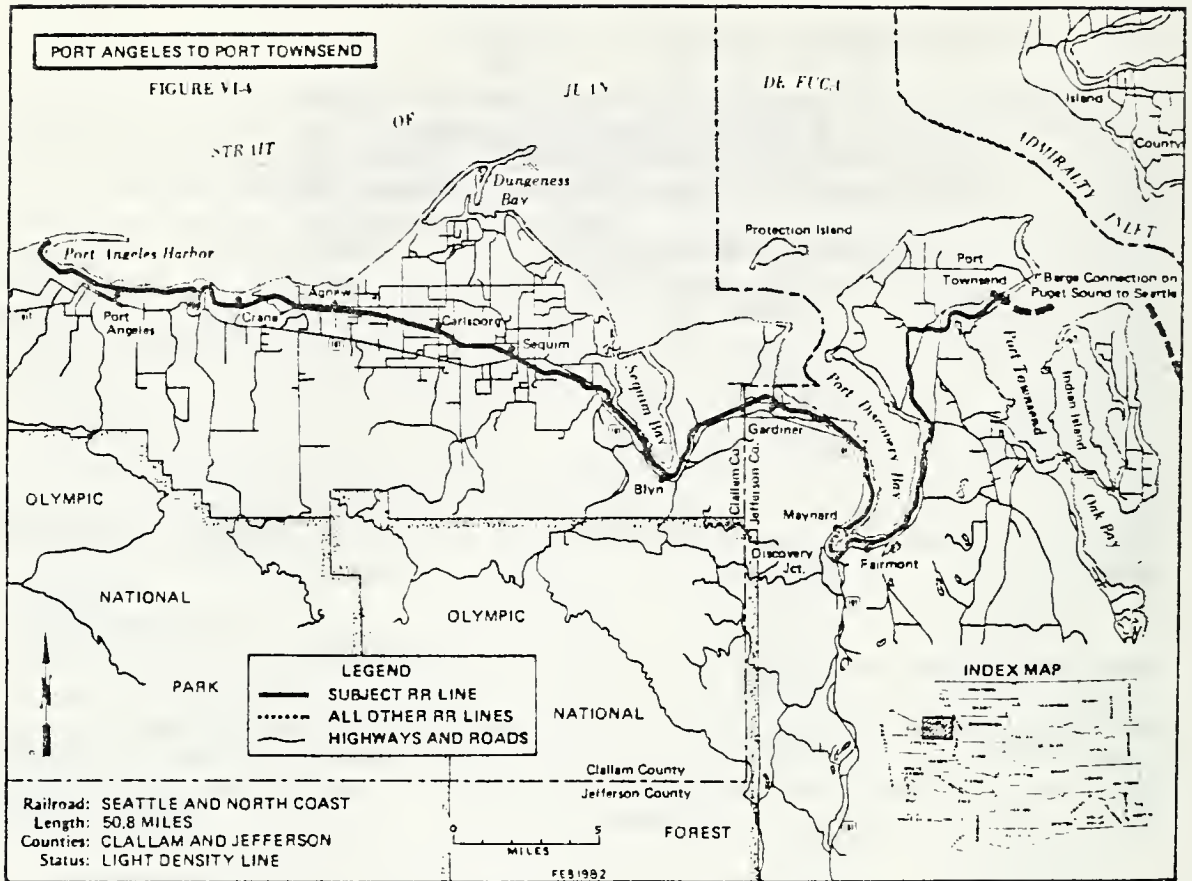 PORT ANGELES TO PORT TOWNSEND
FIGURE VI-4
STRAIT
OF
JUAN
DE FUCA
ADMIRALTY INLET
Island
County
Dungeness
Bay
Protection Island
Port Angeles Harbor
Port
Townsend
Barge Connection on
Puget Sound to Seattle
Port
Angeles
Crane
Agnew
Carlsborg
Sequim
Sequim Bay
Blyn
Gardiner
Port Discovery Bay
Port Townsend
Indian Island
Oak Bay
Clallam Co.
Jefferson Co.
Maynard
Discovery
Jct.
Fairmont
OLYMPIC
NATIONAL
PARK
OLYMPIC
NATIONAL
FOREST
LEGEND
SUBJECT RR LINE
ALL OTHER RR LINES
HIGHWAYS AND ROADS
INDEX MAP
Clallam County
Jefferson County
Railroad: SEATTLE AND NORTH COAST
Length: 50.8 MILES
Counties: CLALLAM AND JEFFERSON
Status: LIGHT DENSITY LINE
0 5
MILES
FEB 1982